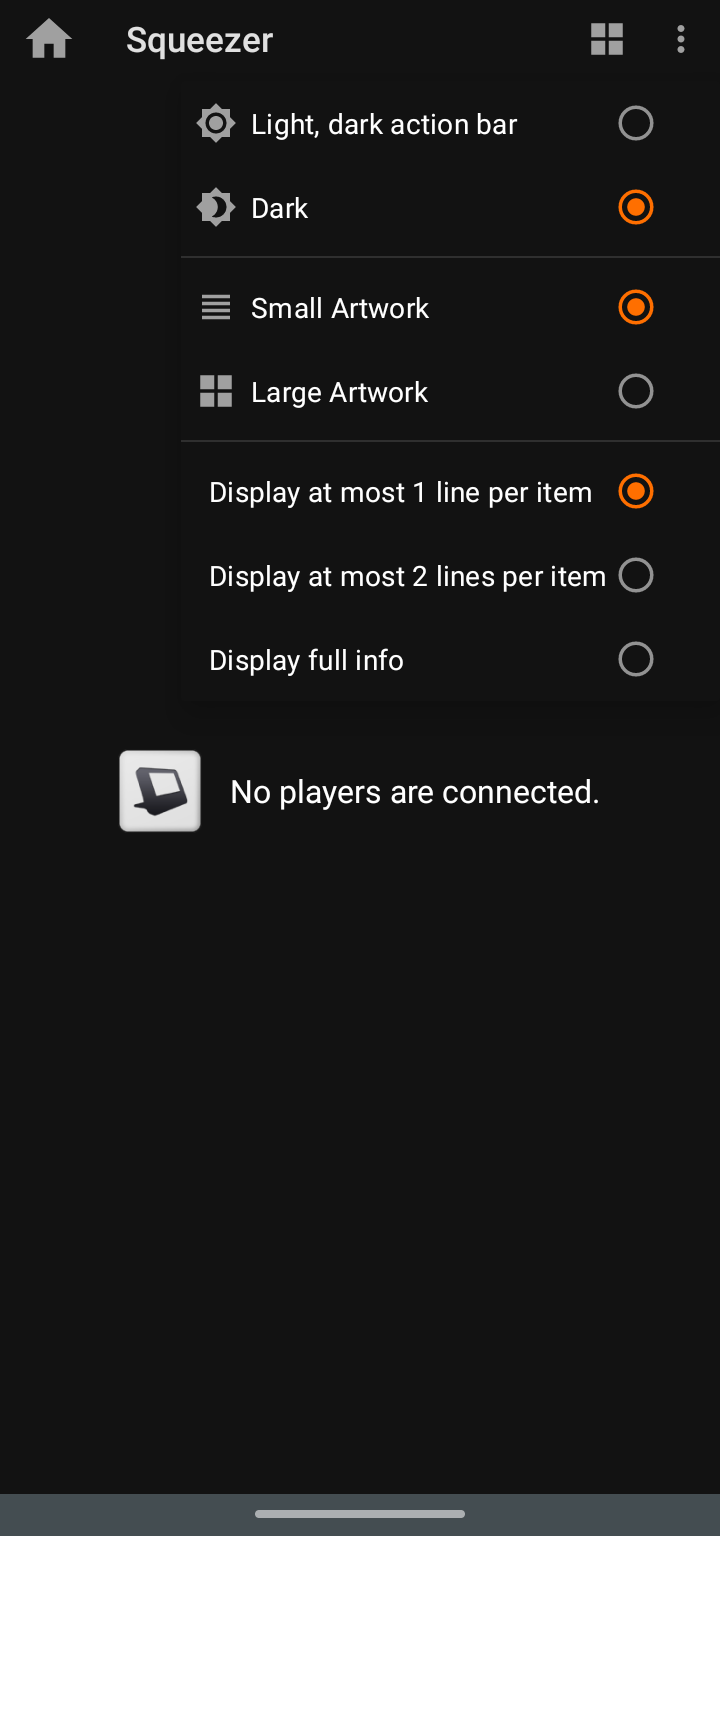 Squeezer
Light, dark action bar
Dark
Small Artwork
Large Artwork
Display at most 1 line per item
Display at most 2 lines per item
Display full info
No players are connected.